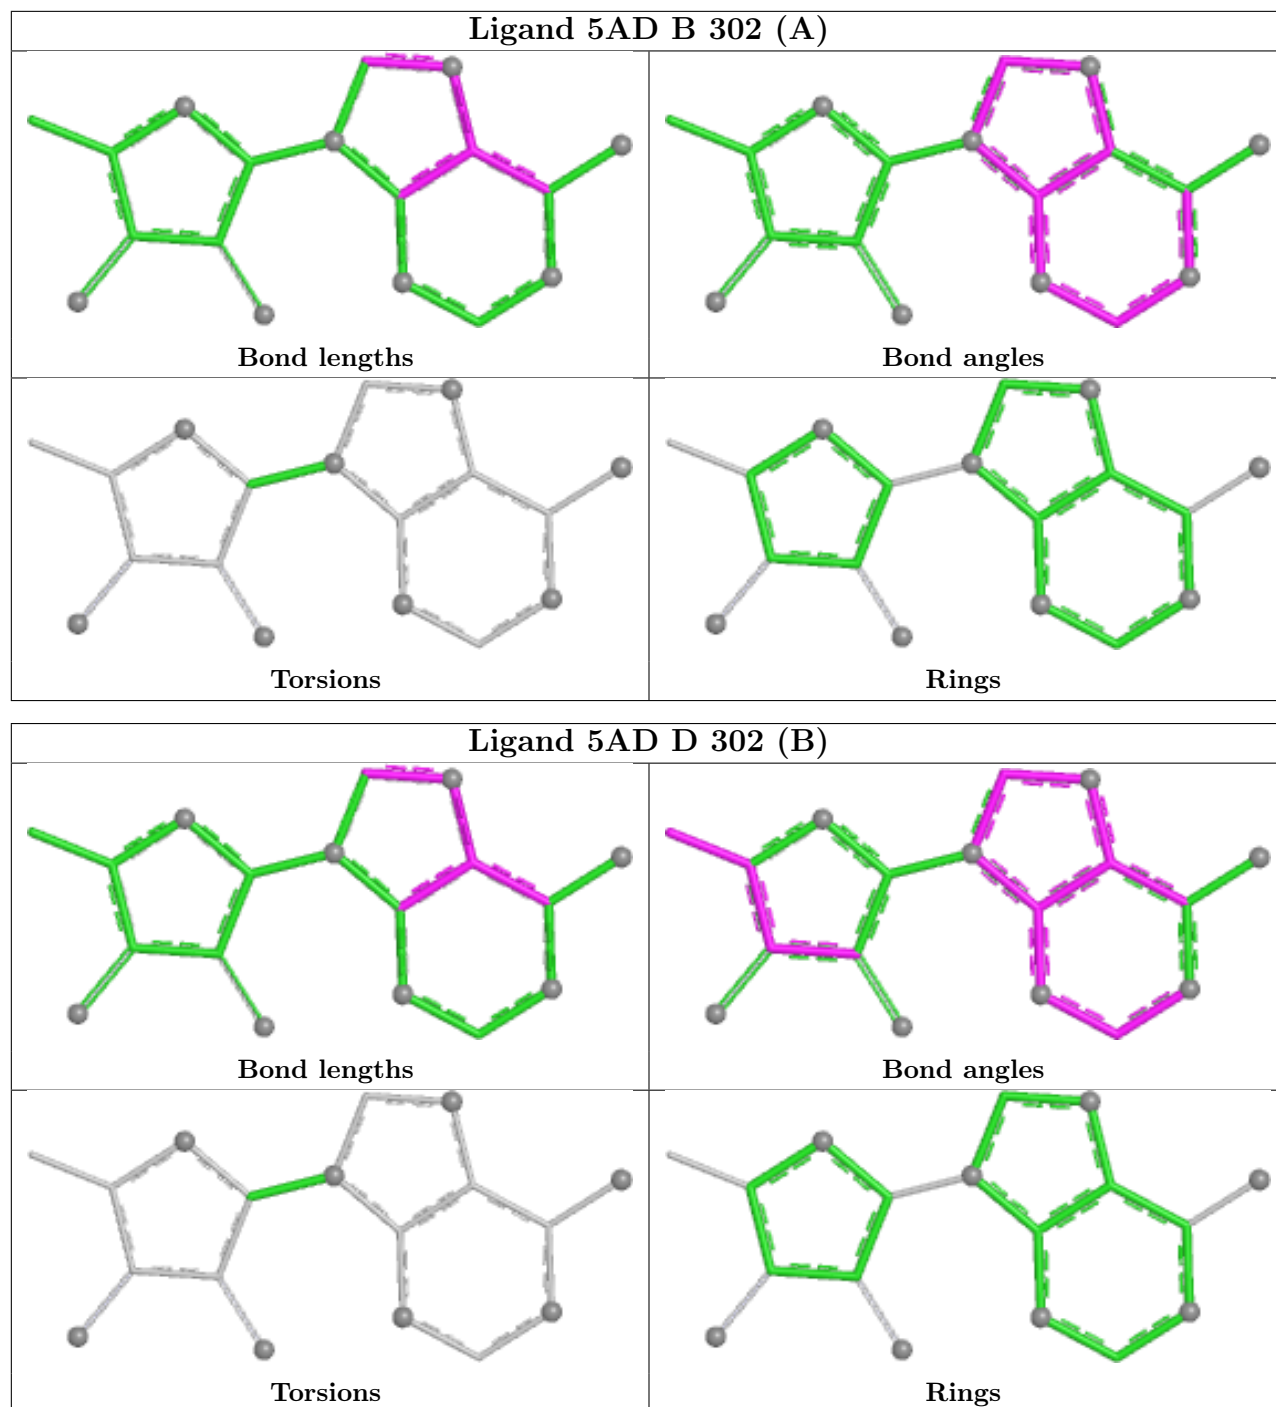 Ligand 5AD B 302 (A)
Bond lengths
Bond angles
Torsions
Rings
Ligand 5AD D 302 (B)
Bond lengths
Bond angles
Torsions
Rings